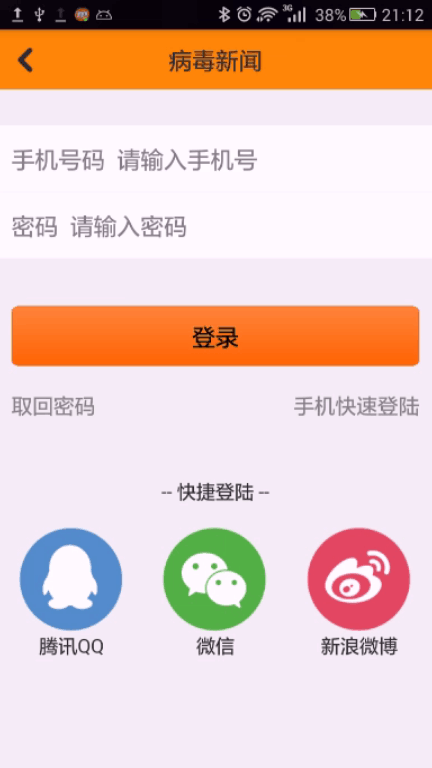 3G 38% 21:12
病毒新闻
手机号码 请输入手机号
密码 请输入密码
登录
取回密码 手机快速登陆
-- 快捷登陆 --
腾讯QQ 微信 新浪微博